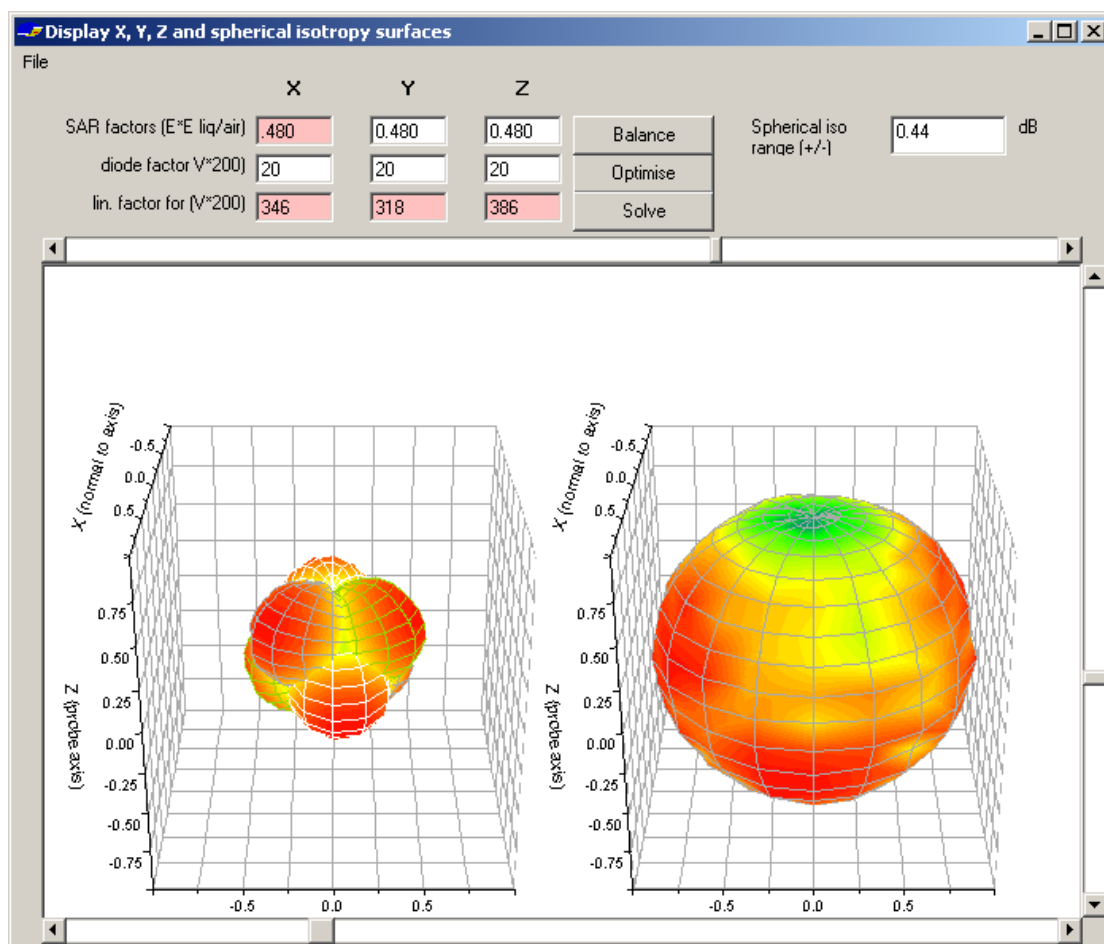 Display X, Y, Z and spherical isotropy surfaces
File
X Y Z
SAR factors (E*E liq/air) .480 0.480 0.480 Balance Spherical iso range (+/-) 0.44 dB
diode factor V*200) 20 20 20 Optimise
lin. factor for (V*200) 346 318 386 Solve
X (normal to axis) X (normal to axis)
-0.5 -0.5
0.0 0.0
0.5 0.5
0.75 0.75
0.50 0.50
0.25 0.25
Z (probe axis) Z (probe axis)
0.00 0.00
-0.25 -0.25
-0.50 -0.50
-0.75 -0.75
-0.5 0.0 0.5 -0.5 0.0 0.5